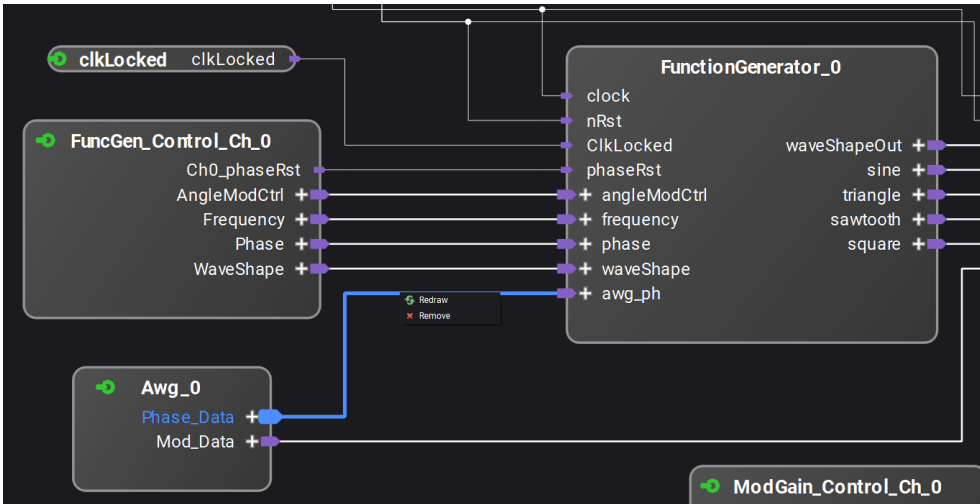 clkLocked clkLocked
FuncGen_Control_Ch_0
Ch0_phaseRst
AngleModCtrl
Frequency
Phase
WaveShape
FunctionGenerator_0
clock
nRst
ClkLocked
phaseRst
angleModCtrl
frequency
phase
waveShape
awg_ph
waveShapeOut
sine
triangle
sawtooth
square
Redraw
Remove
Awg_0
Phase_Data
Mod_Data
ModGain_Control_Ch_0